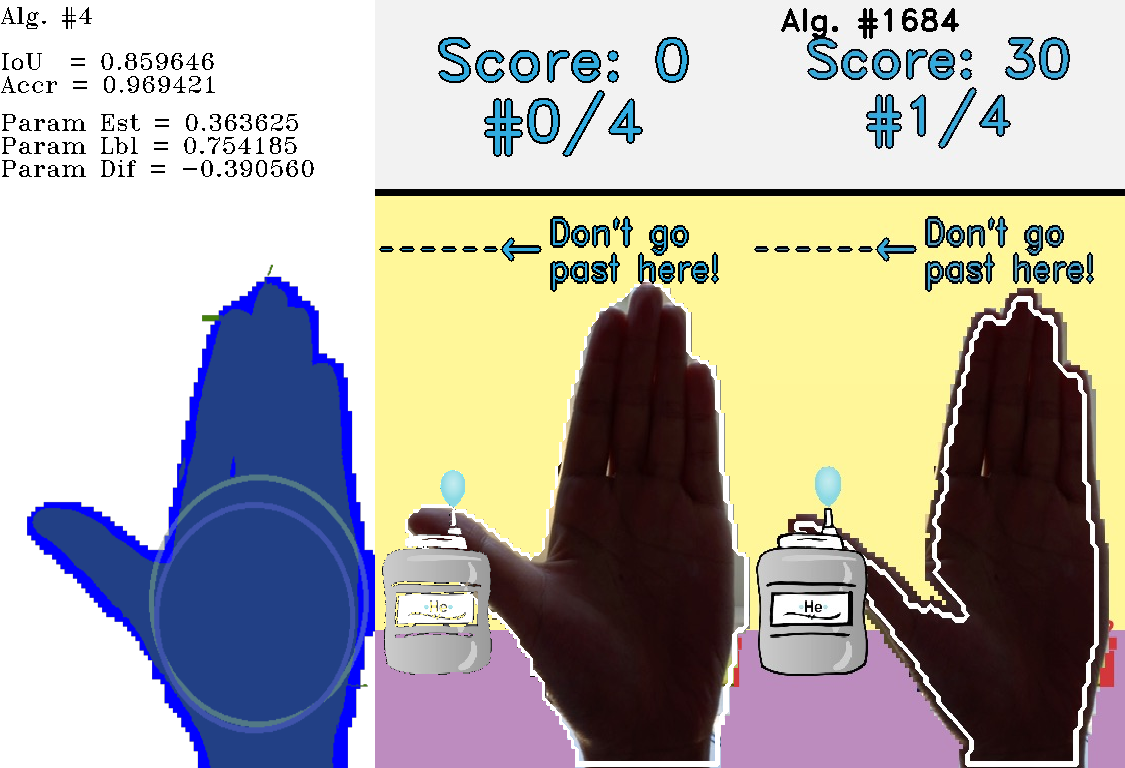 Alg. #4
IoU = 0.859646
Accr = 0.969421
Param Est = 0.363625
Param Lbl = 0.754185
Param Dif = −0.390560
Score: 0
#0/4
Don't go
past here!
He
Alg. #1684
Score: 30
#1/4
Don't go
past here!
He